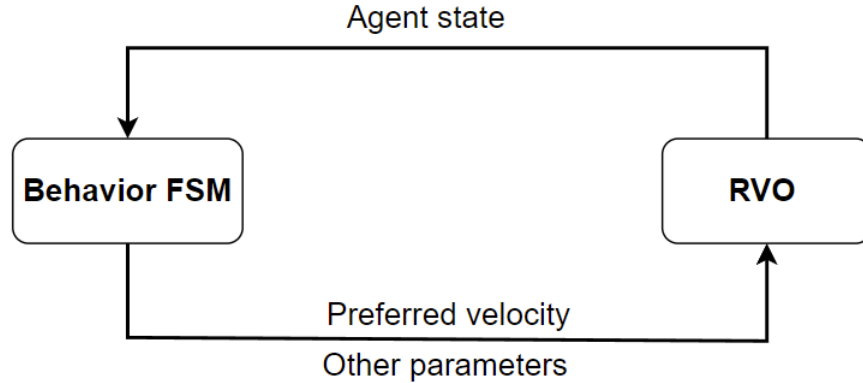 Agent state
Behavior FSM
RVO
Preferred velocity
Other parameters